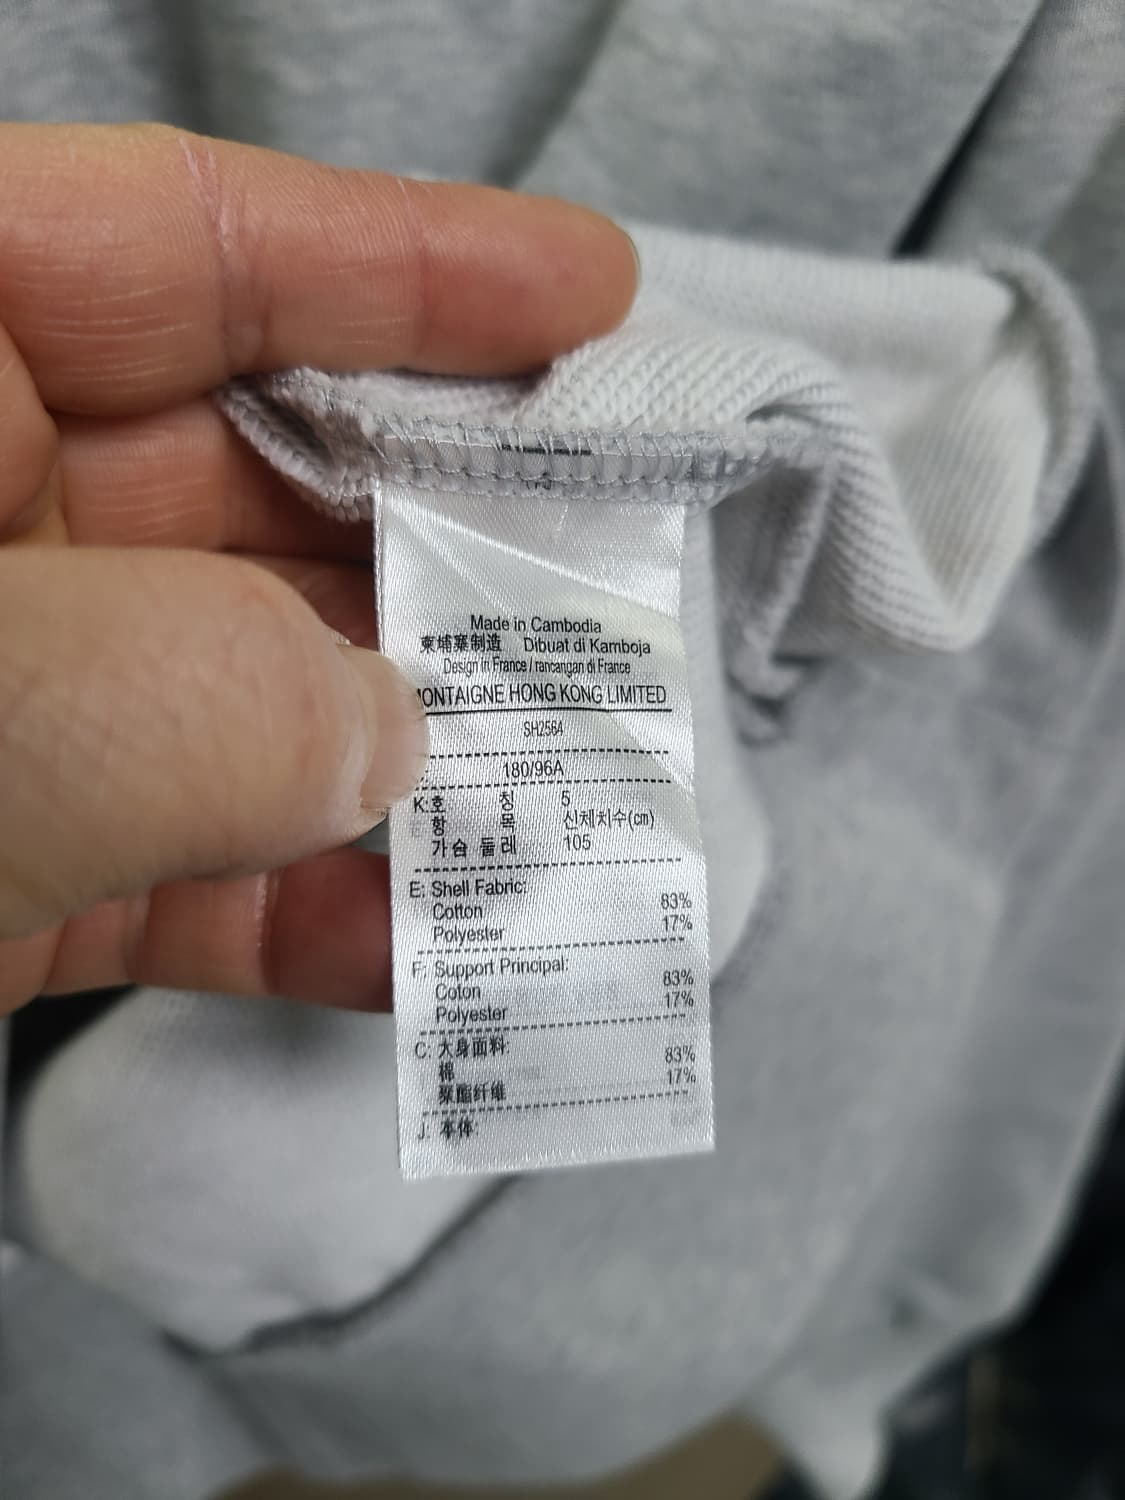 Made in Cambodia
柬埔寨制造 Dibuat di Kamboja
Design in France / rancangan di France
ONTAIGNE HONG KONG LIMITED
SH2564
180/96A
K: 호 칭 5
항 목 신체치수(cm)
가슴 둘레 105
E: Shell Fabric:
Cotton 83%
Polyester 17%
F: Support Principal:
Coton 83%
Polyester 17%
C: 大身面料:
棉 83%
聚酯纤维 17%
J: 本体: